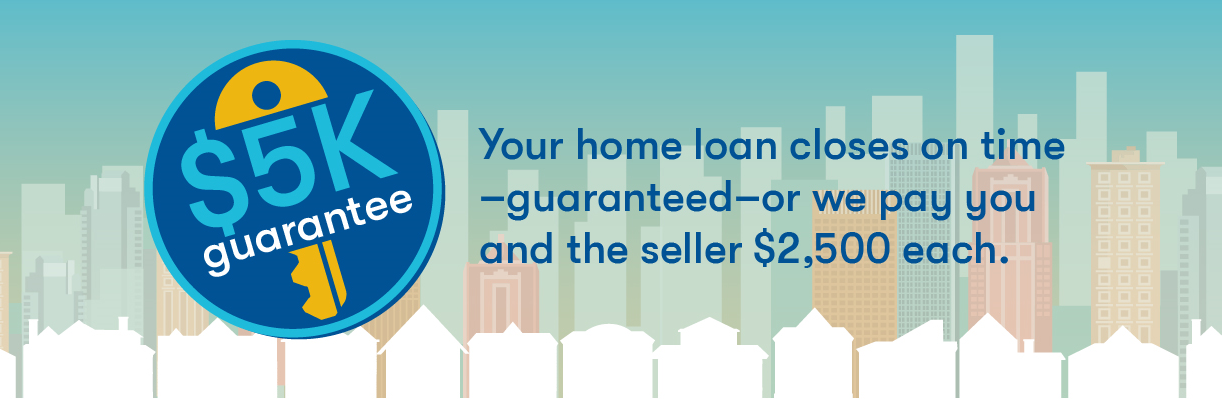 $5K
guarantee
Your home loan closes on time
—guaranteed—or we pay you
and the seller $2,500 each.